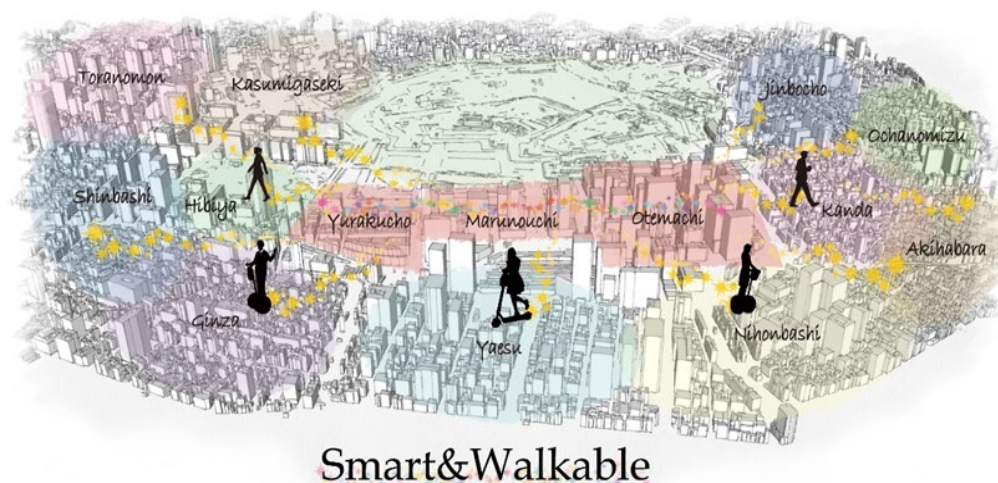 Toranomon
Kasumigaseki
Jinbocho
Ochanomizu
Shinbashi
Hibiya
Yurakucho
Marunouchi
Otemachi
Kanda
Akihabara
Ginza
Yaesu
Nihonbashi
Smart&Walkable